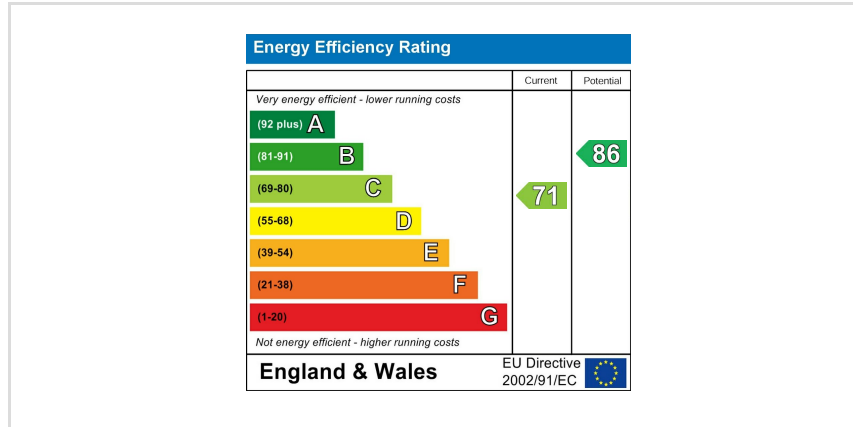 Energy Efficiency Rating
Current Potential
Very energy efficient - lower running costs
(92 plus) A
(81-91) B
86
(69-80) C
71
(55-68) D
(39-54) E
(21-38) F
(1-20) G
Not energy efficient - higher running costs
England & Wales
EU Directive
2002/91/EC